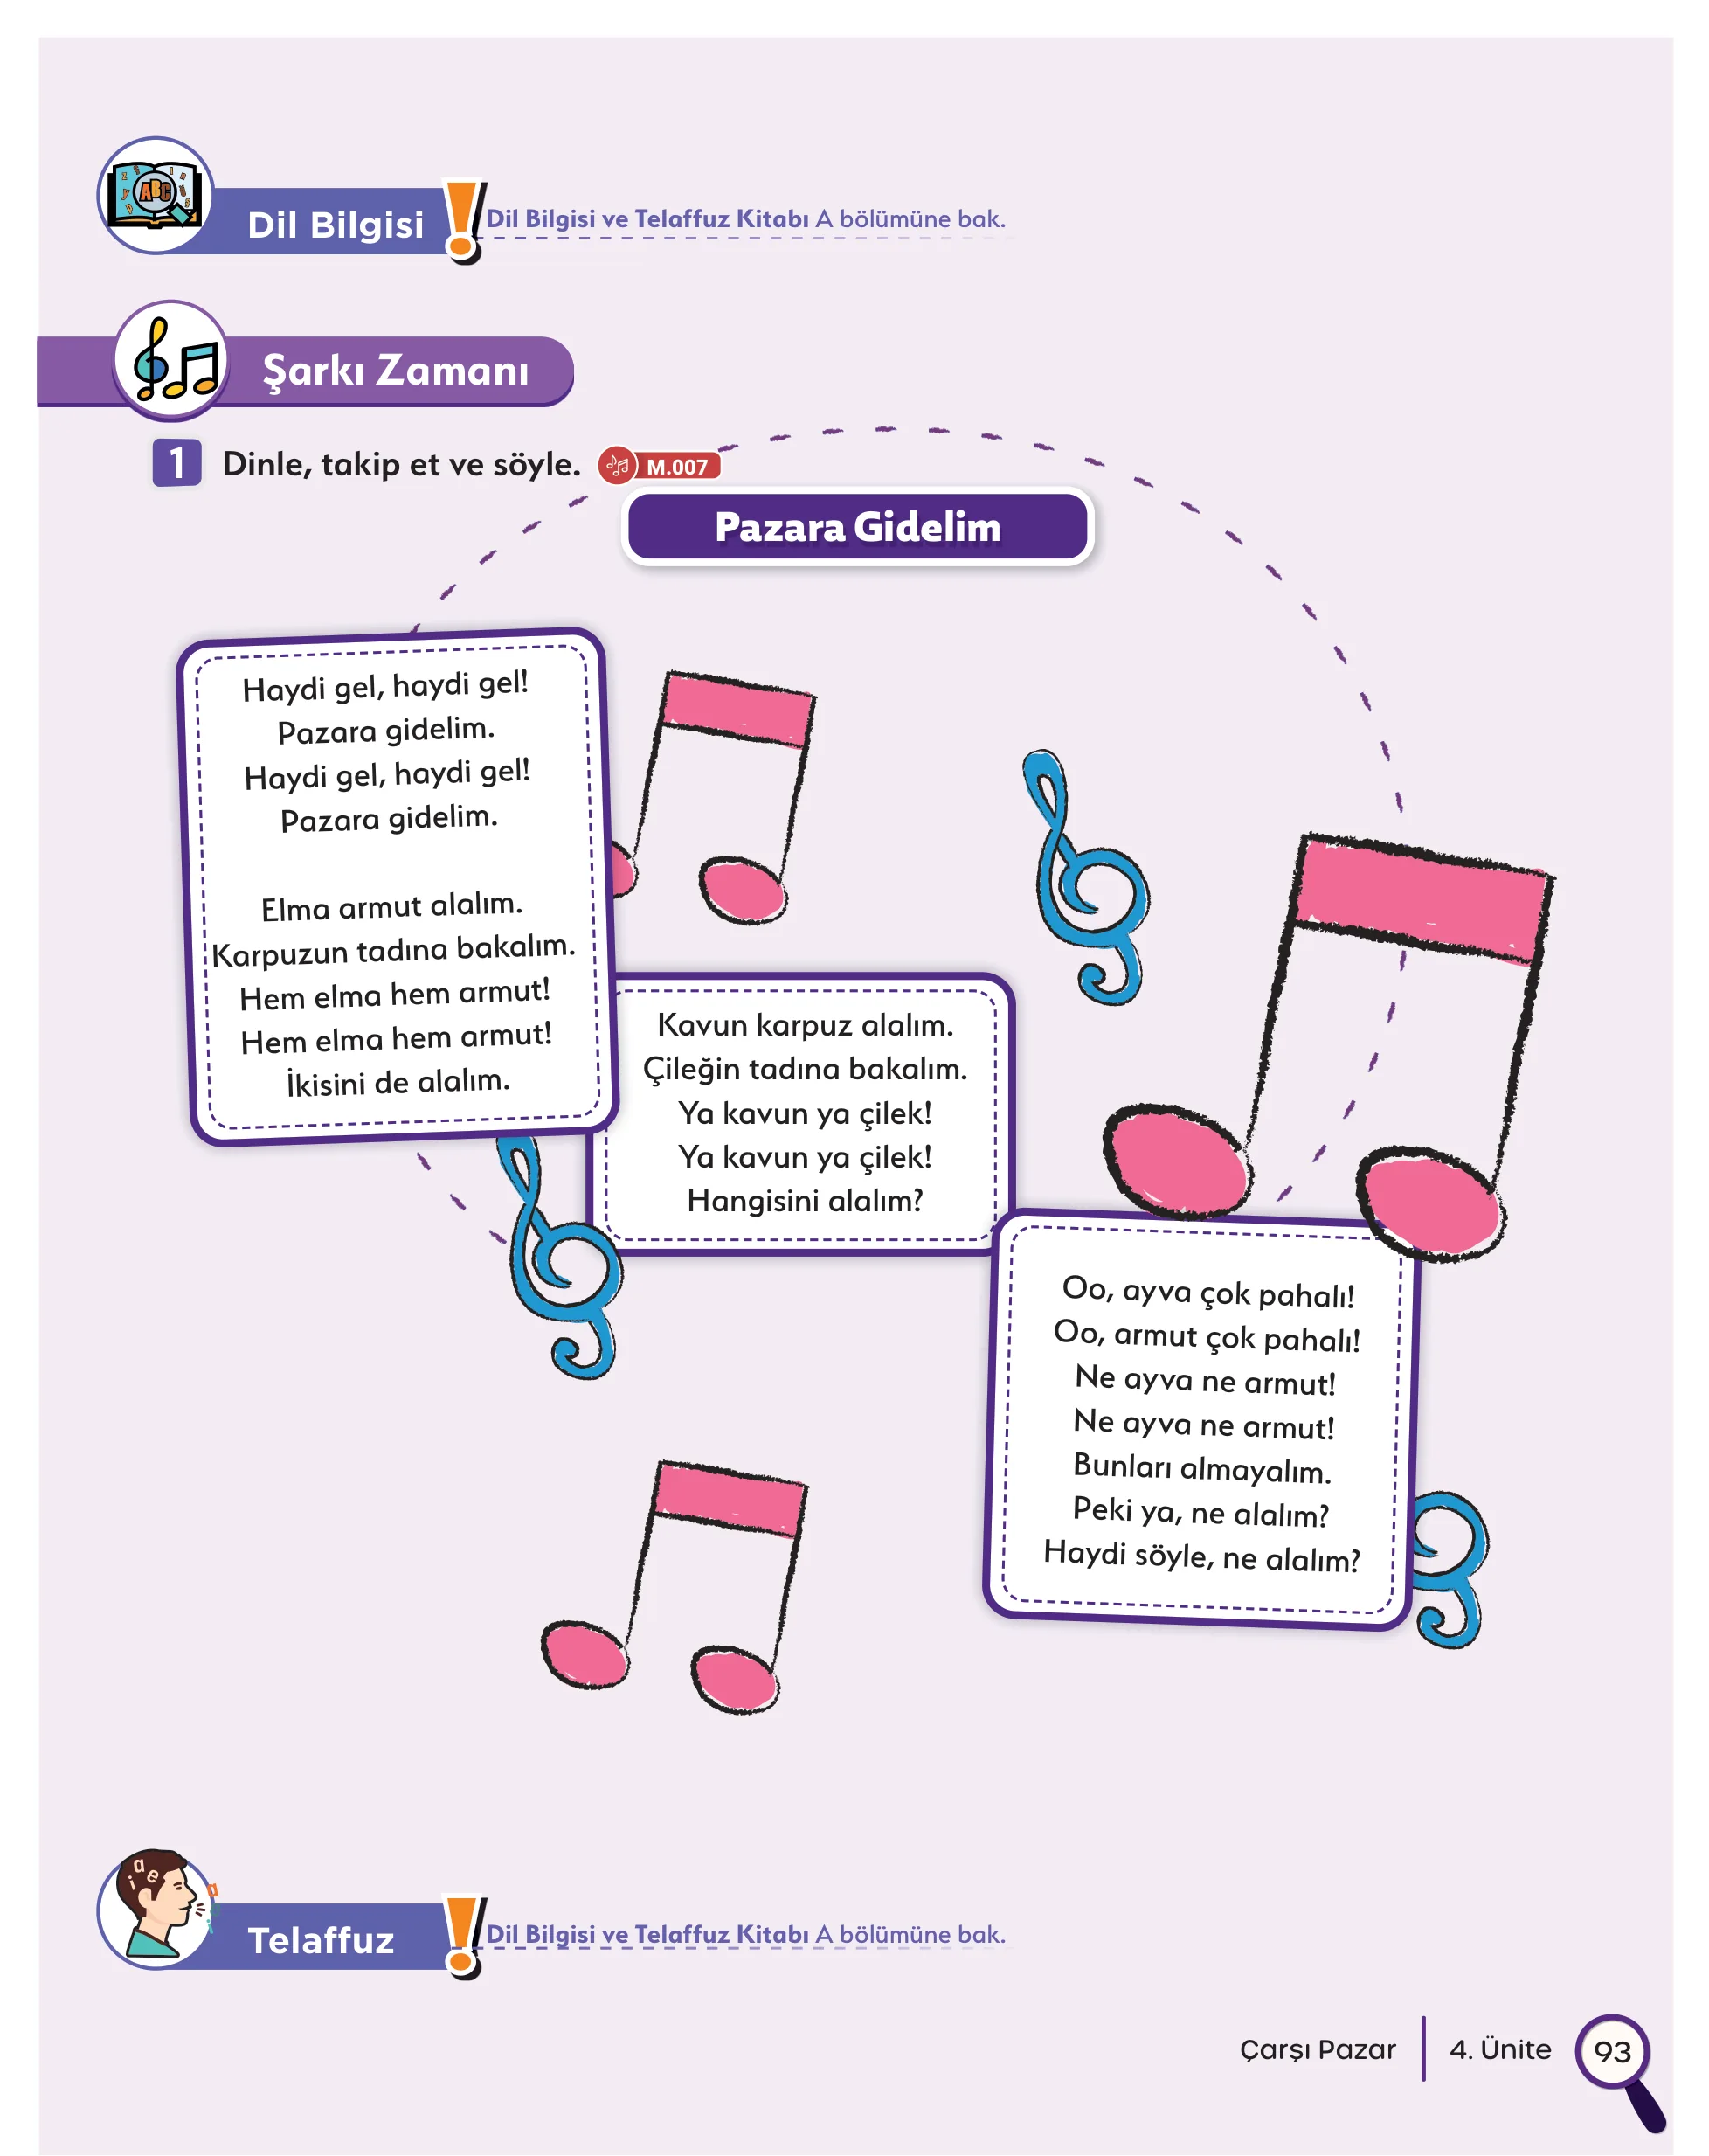 Dil Bilgisi
Dil Bilgisi ve Telaffuz Kitabı A bölümüne bak.
Şarkı Zamanı
1 Dinle, takip et ve söyle. M.007
Pazara Gidelim
Haydi gel, haydi gel!
Pazara gidelim.
Haydi gel, haydi gel!
Pazara gidelim.
Elma armut alalım.
Karpuzun tadına bakalım.
Hem elma hem armut!
Hem elma hem armut!
İkisini de alalım.
Kavun karpuz alalım.
Çileğin tadına bakalım.
Ya kavun ya çilek!
Ya kavun ya çilek!
Hangisini alalım?
Oo, ayva çok pahalı!
Oo, armut çok pahalı!
Ne ayva ne armut!
Ne ayva ne armut!
Bunları almayalım.
Peki ya, ne alalım?
Haydi söyle, ne alalım?
Telaffuz
Dil Bilgisi ve Telaffuz Kitabı A bölümüne bak.
Çarşı Pazar 4. Ünite 93